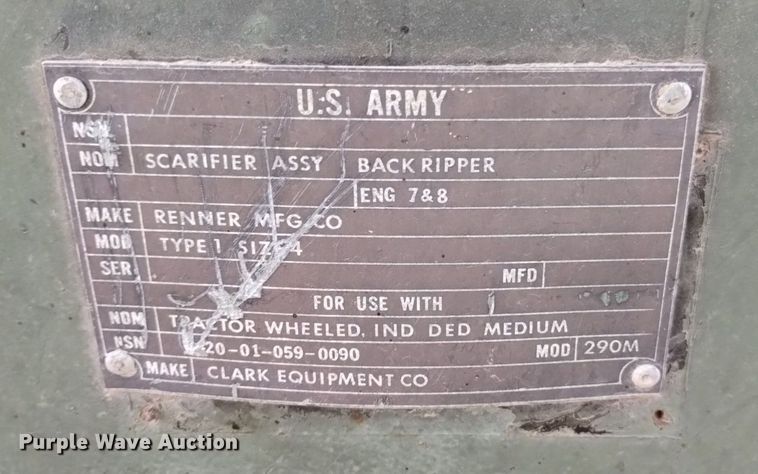 U.S. ARMY
NSN
NOM SCARIFIER ASSY BACK RIPPER
ENG 7&8
MAKE RENNER MFG CO
MOD TYPE 1 SIZE 4
SER MFD
FOR USE WITH
NOM TRACTOR WHEELED, IND DED MEDIUM
NSN 20-01-059-0090 MOD 290M
MAKE CLARK EQUIPMENT CO
Purple Wave Auction